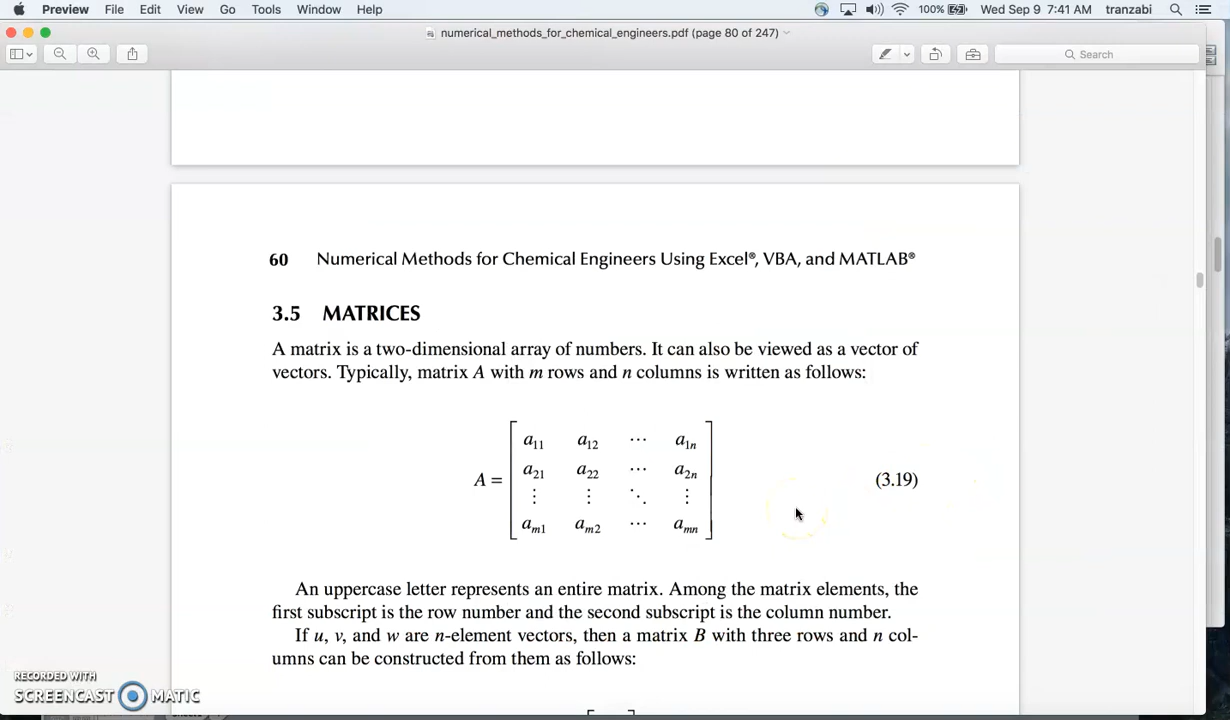 Preview File Edit View Go Tools Window Help 100% Wed Sep 9 7:41 AM tranzabi
numerical_methods_for_chemical_engineers.pdf (page 80 of 247)
Search
60 Numerical Methods for Chemical Engineers Using Excel®, VBA, and MATLAB®
3.5 MATRICES
A matrix is a two-dimensional array of numbers. It can also be viewed as a vector of
vectors. Typically, matrix A with m rows and n columns is written as follows:
a11 a12 ⋯ a1n
a21 a22 ⋯ a2n
A = (3.19)
⋮ ⋮ ⋱ ⋮
am1 am2 ⋯ amn
An uppercase letter represents an entire matrix. Among the matrix elements, the
first subscript is the row number and the second subscript is the column number.
If u, v, and w are n-element vectors, then a matrix B with three rows and n col-
umns can be constructed from them as follows:
RECORDED WITH
SCREENCAST MATIC